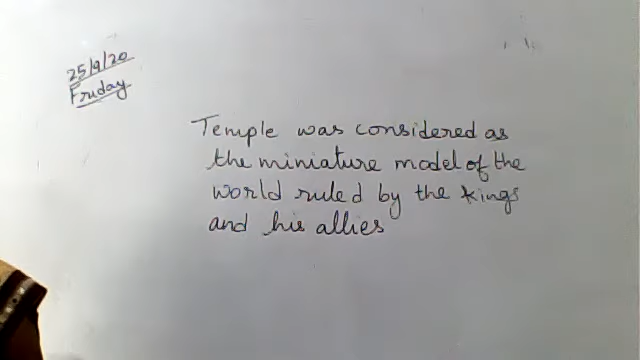 25/9/20
Friday
Temple was considered as
the miniature model of the
world ruled by the kings
and his allies